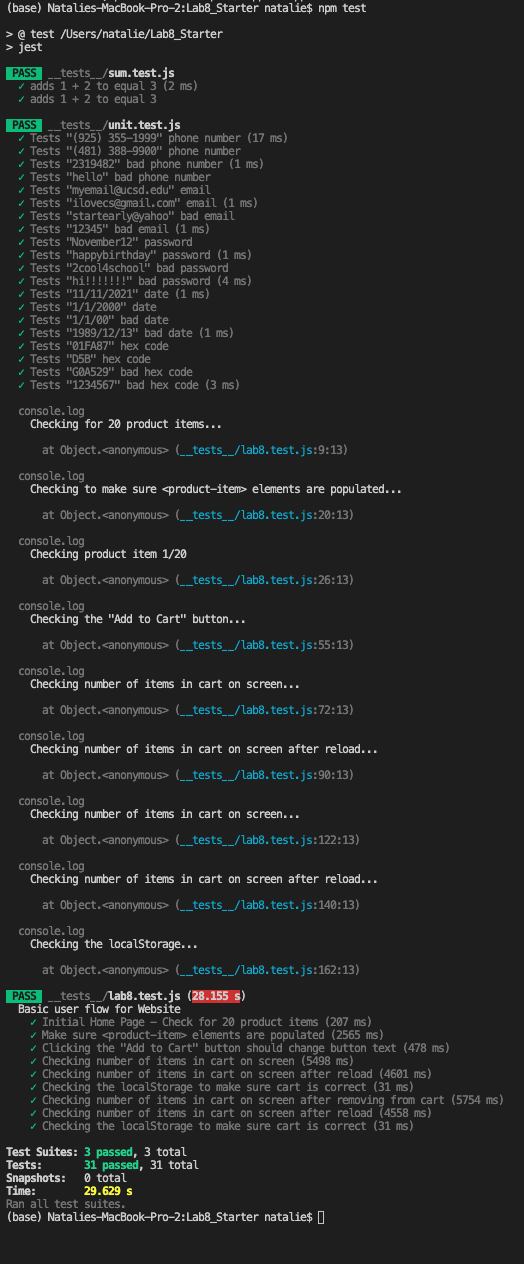 (base) Natalies-MacBook-Pro-2:Lab8_Starter natalie$ npm test
> @ test /Users/natalie/Lab8_Starter
> jest
PASS __tests__/sum.test.js
✓ adds 1 + 2 to equal 3 (2 ms)
✓ adds 1 + 2 to equal 3
PASS __tests__/unit.test.js
✓ Tests "(925) 355-1999" phone number (17 ms)
✓ Tests "(481) 388-9900" phone number
✓ Tests "2319482" bad phone number (1 ms)
✓ Tests "hello" bad phone number
✓ Tests "myemail@ucsd.edu" email
✓ Tests "ilovecs@gmail.com" email (1 ms)
✓ Tests "startearly@yahoo" bad email
✓ Tests "12345" bad email (1 ms)
✓ Tests "November12" password
✓ Tests "happybirthday" password (1 ms)
✓ Tests "2cool4school" bad password
✓ Tests "hi!!!!!!!" bad password (4 ms)
✓ Tests "11/11/2021" date (1 ms)
✓ Tests "1/1/2000" date
✓ Tests "1/1/00" bad date
✓ Tests "1989/12/13" bad date (1 ms)
✓ Tests "01FA87" hex code
✓ Tests "D5B" hex code
✓ Tests "G0A529" bad hex code
✓ Tests "1234567" bad hex code (3 ms)
console.log
Checking for 20 product items...
at Object.<anonymous> (__tests__/lab8.test.js:9:13)
console.log
Checking to make sure <product-item> elements are populated...
at Object.<anonymous> (__tests__/lab8.test.js:20:13)
console.log
Checking product item 1/20
at Object.<anonymous> (__tests__/lab8.test.js:26:13)
console.log
Checking the "Add to Cart" button...
at Object.<anonymous> (__tests__/lab8.test.js:55:13)
console.log
Checking number of items in cart on screen...
at Object.<anonymous> (__tests__/lab8.test.js:72:13)
console.log
Checking number of items in cart on screen after reload...
at Object.<anonymous> (__tests__/lab8.test.js:90:13)
console.log
Checking number of items in cart on screen...
at Object.<anonymous> (__tests__/lab8.test.js:122:13)
console.log
Checking number of items in cart on screen after reload...
at Object.<anonymous> (__tests__/lab8.test.js:140:13)
console.log
Checking the localStorage...
at Object.<anonymous> (__tests__/lab8.test.js:162:13)
PASS __tests__/lab8.test.js (28.155 s)
Basic user flow for Website
✓ Initial Home Page – Check for 20 product items (207 ms)
✓ Make sure <product-item> elements are populated (2565 ms)
✓ Clicking the "Add to Cart" button should change button text (478 ms)
✓ Checking number of items in cart on screen (5498 ms)
✓ Checking number of items in cart on screen after reload (4601 ms)
✓ Checking the localStorage to make sure cart is correct (31 ms)
✓ Checking number of items in cart on screen after removing from cart (5754 ms)
✓ Checking number of items in cart on screen after reload (4558 ms)
✓ Checking the localStorage to make sure cart is correct (31 ms)
Test Suites: 3 passed, 3 total
Tests: 31 passed, 31 total
Snapshots: 0 total
Time: 29.629 s
Ran all test suites.
(base) Natalies-MacBook-Pro-2:Lab8_Starter natalie$